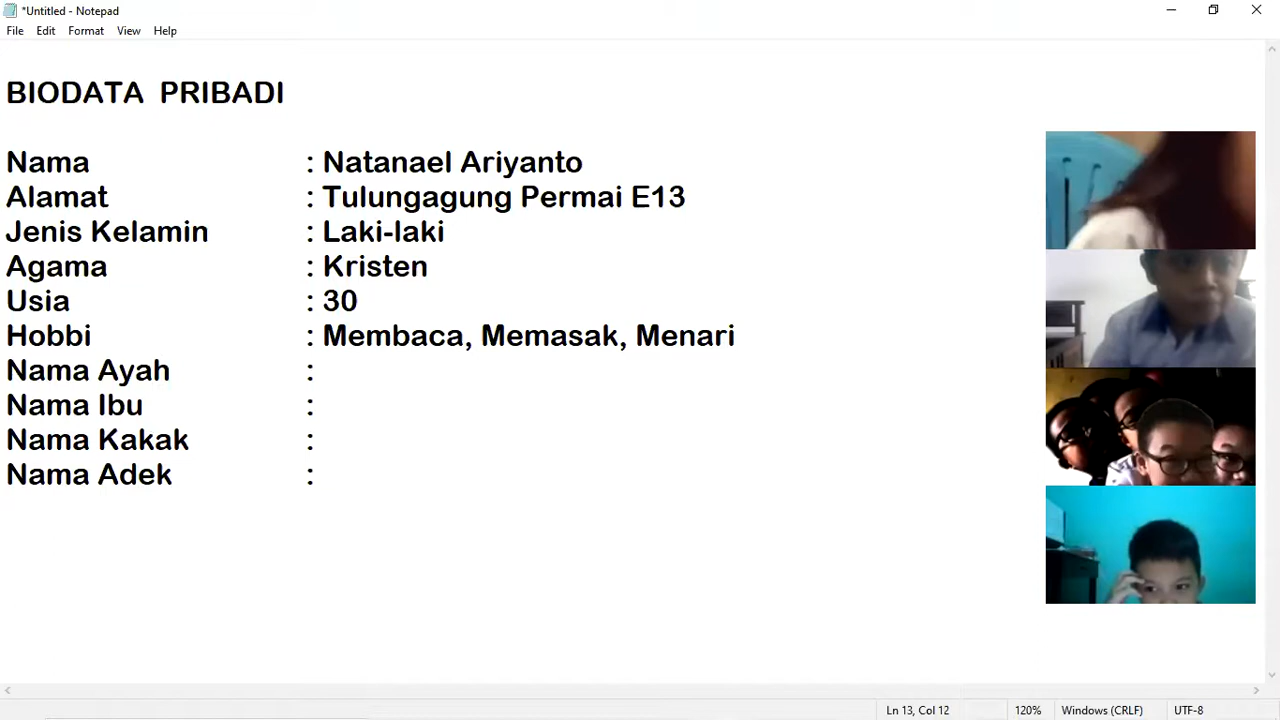 *Untitled - Notepad
File Edit Format View Help
BIODATA PRIBADI
Nama : Natanael Ariyanto
Alamat : Tulungagung Permai E13
Jenis Kelamin : Laki-laki
Agama : Kristen
Usia : 30
Hobbi : Membaca, Memasak, Menari
Nama Ayah :
Nama Ibu :
Nama Kakak :
Nama Adek :
Ln 13, Col 12 120% Windows (CRLF) UTF-8